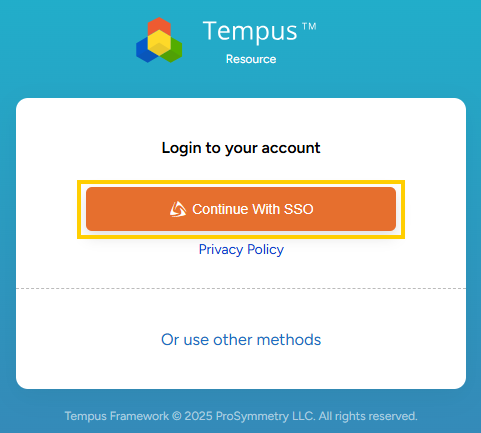 Tempus™
Resource
Login to your account
Continue With SSO
Privacy Policy
Or use other methods
Tempus Framework © 2025 ProSymmetry LLC. All rights reserved.